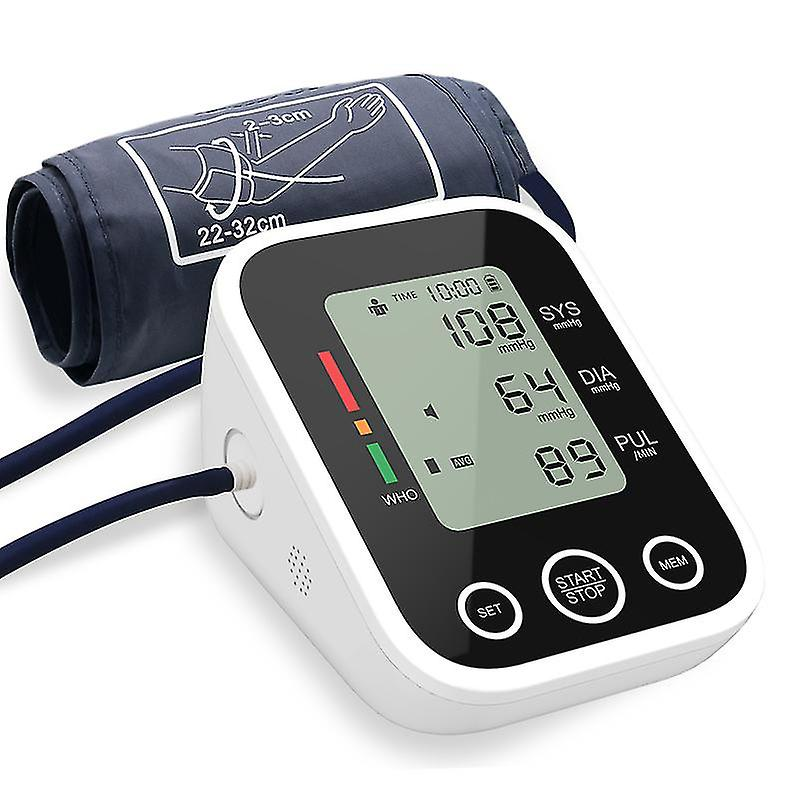 2-3cm
22-32cm
TIME 10:00
108 SYS
mmHg mmHg
64 DIA
mmHg mmHg
AVG
89 PUL
/MIN
WHO
SET
START
STOP
MEM